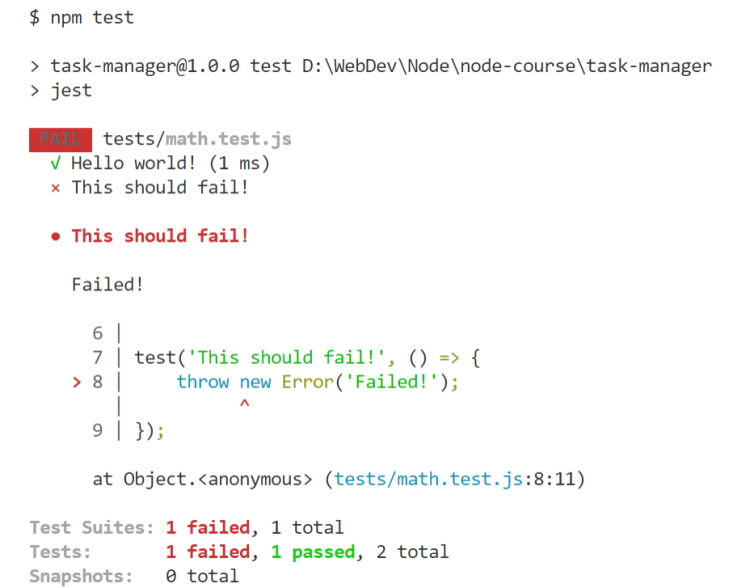 $ npm test
> task-manager@1.0.0 test D:\WebDev\Node\node-course\task-manager
> jest
FAIL tests/math.test.js
√ Hello world! (1 ms)
× This should fail!
● This should fail!
Failed!
6 |
7 | test('This should fail!', () => {
> 8 |     throw new Error('Failed!');
|           ^
9 | });
at Object.<anonymous> (tests/math.test.js:8:11)
Test Suites: 1 failed, 1 total
Tests:       1 failed, 1 passed, 2 total
Snapshots:   0 total